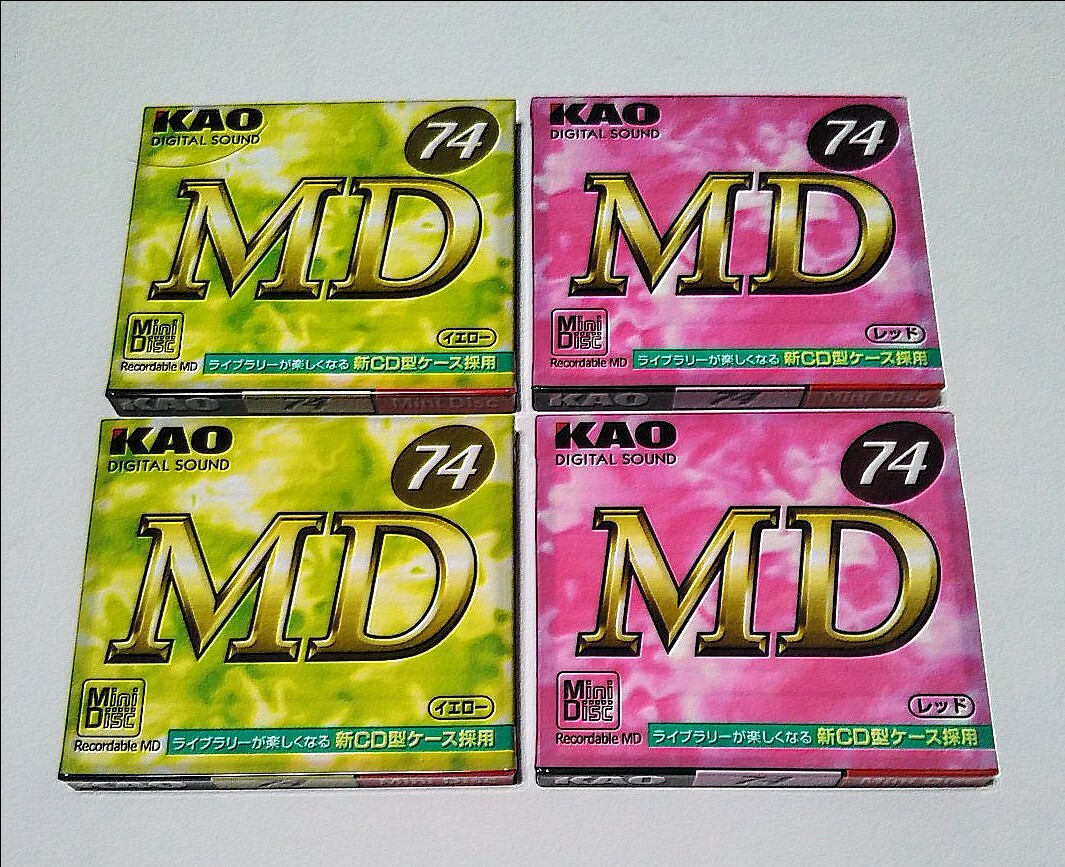 KAO
DIGITAL SOUND
74
MD
Mini
Disc
イエロー
Recordable MD
ライブラリーが楽しくなる 新CD型ケース採用
KAO 74 Mini Disc
KAO
DIGITAL SOUND
74
MD
Mini
Disc
レッド
Recordable MD
ライブラリーが楽しくなる 新CD型ケース採用
KAO 74 Mini Disc
KAO
DIGITAL SOUND
74
MD
Mini
Disc
イエロー
Recordable MD
ライブラリーが楽しくなる 新CD型ケース採用
KAO 74 Mini Disc
KAO
DIGITAL SOUND
74
MD
Mini
Disc
レッド
Recordable MD
ライブラリーが楽しくなる 新CD型ケース採用
KAO 74 Mini Disc